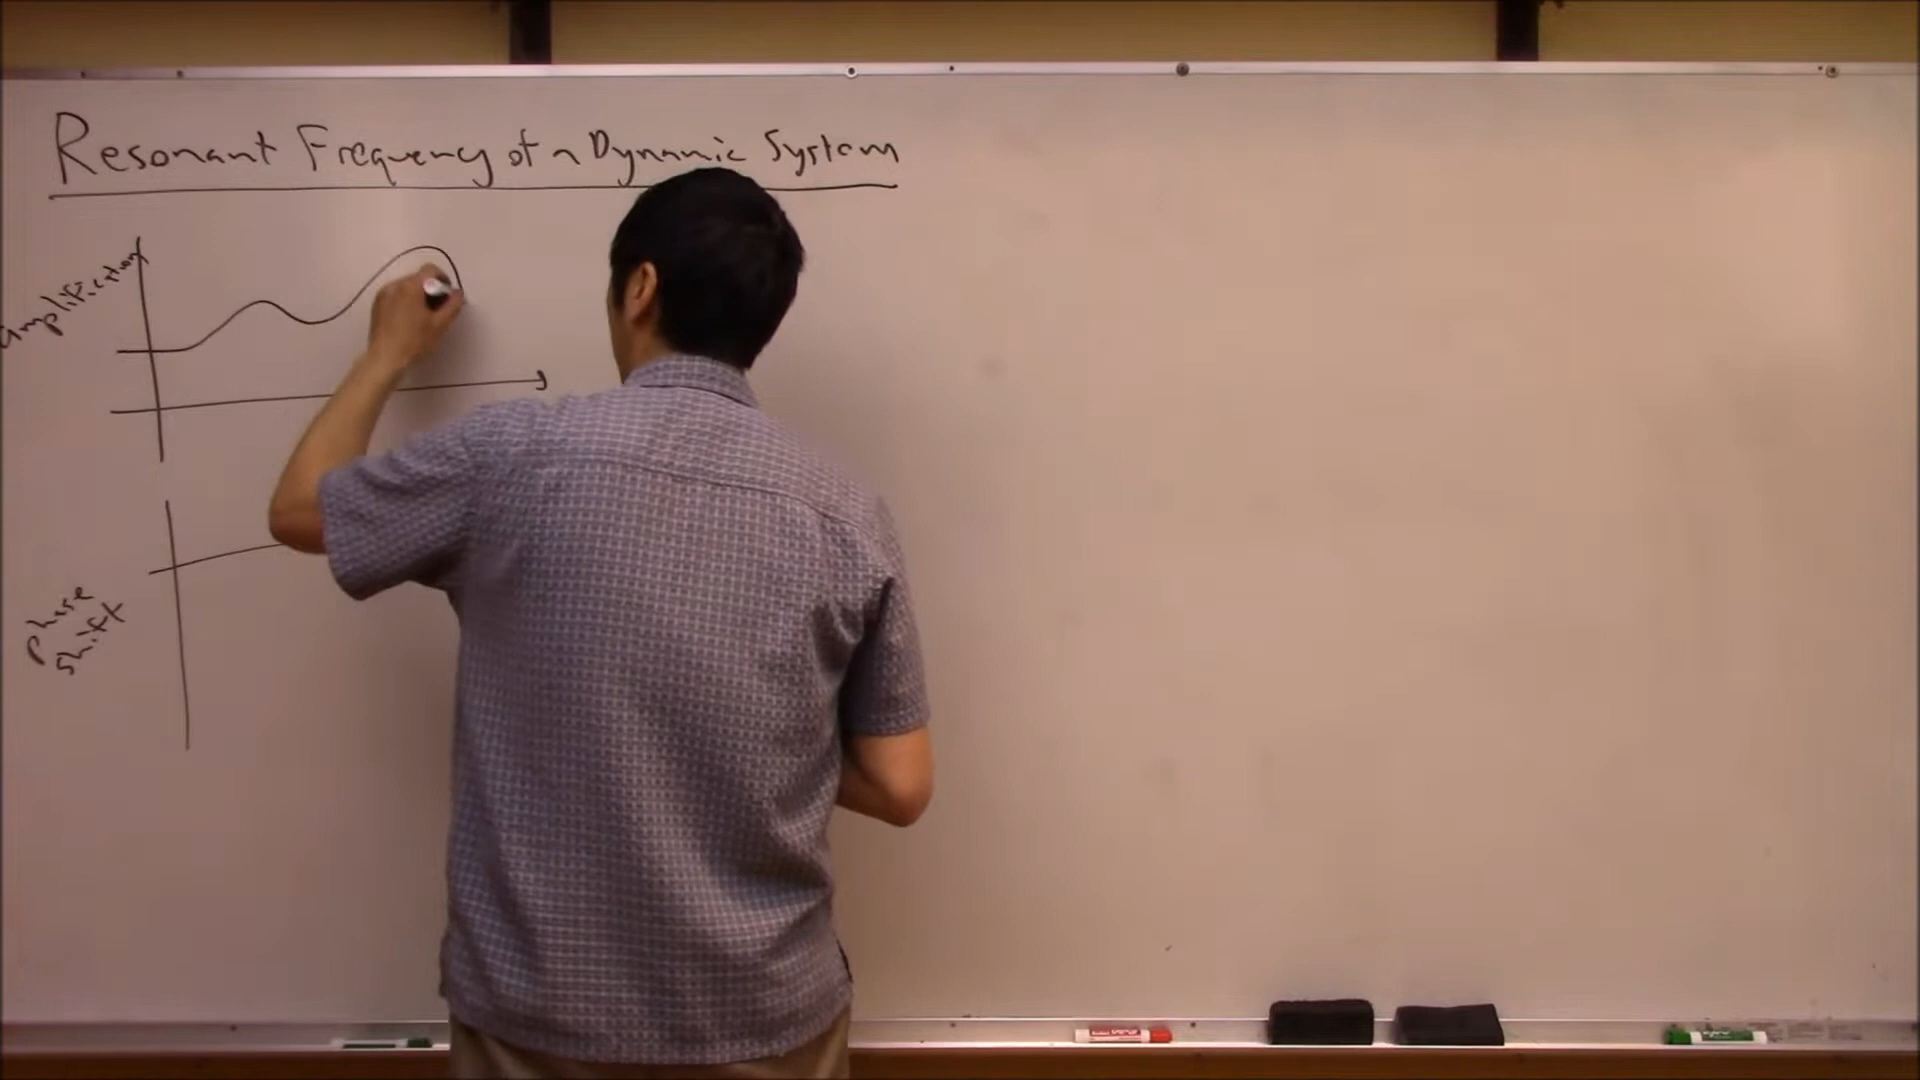 Resonant Frequency of a Dynamic System
amplification
phase
shift